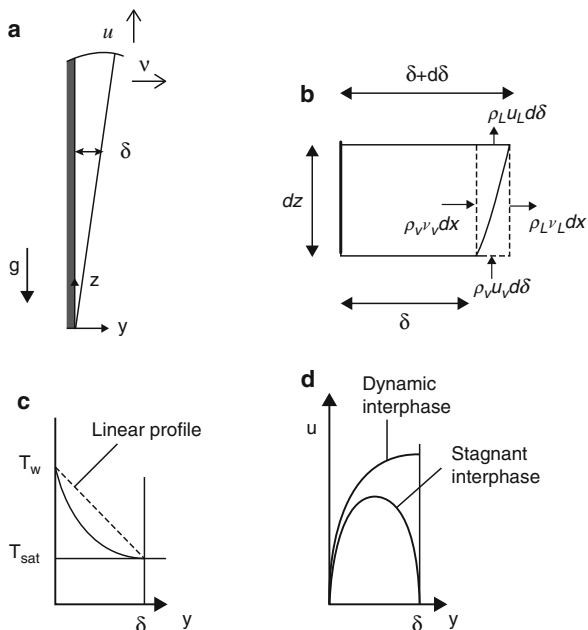 a
u
ν
δ
g
z
y
b
δ+dδ
ρLuLdδ
dz
ρvνvdx
ρLνLdx
ρvuvdδ
δ
c
Linear profile
Tw
Tsat
δ
y
d
Dynamic
interphase
u
Stagnant
interphase
δ
y